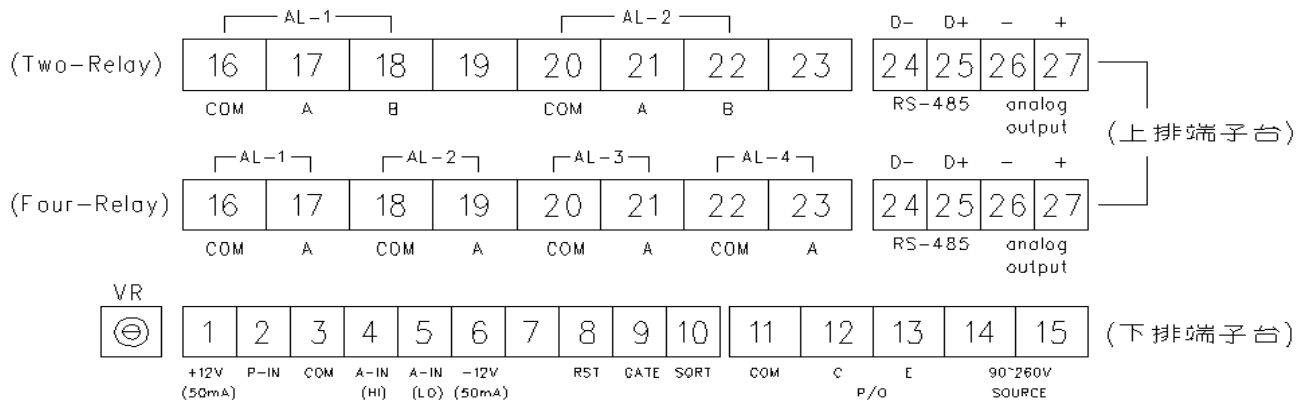 AL-1 AL-2 D- D+ - +
(Two-Relay) 16 17 18 19 20 21 22 23 24 25 26 27
COM A B COM A B RS-485 analog
output
(上排端子台)
AL-1 AL-2 AL-3 AL-4 D- D+ - +
(Four-Relay) 16 17 18 19 20 21 22 23 24 25 26 27
COM A COM A COM A COM A RS-485 analog
output
VR
1 2 3 4 5 6 7 8 9 10 11 12 13 14 15 (下排端子台)
+12V P-IN COM A-IN A-IN -12V RST GATE SQRT COM C E 90~260V
(50mA) (HI) (LO) (50mA) P/O SOURCE